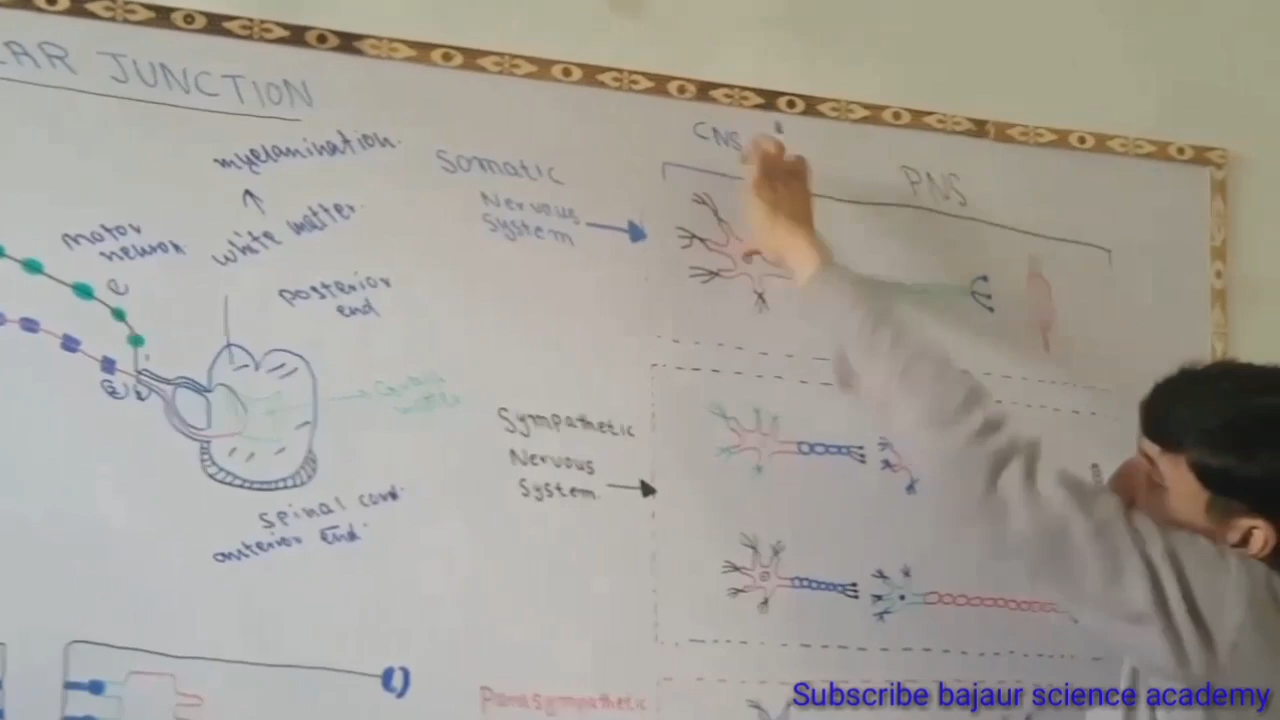 AR JUNCTION
myelamination.
white matter.
motor
neuron
e
posterior
end
spinal cord.
anterior end.
Somatic
Nervous
System
CNS
PNS
Sympathetic
Nervous
System
Parasympathetic
Subscribe bajaur science academy